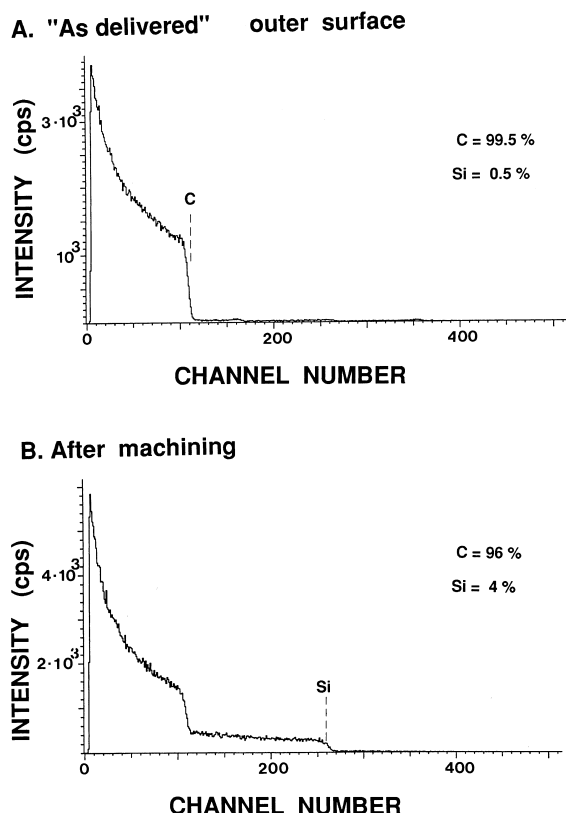 A. "As delivered" outer surface
INTENSITY (cps)
3·10³
10³
C
C = 99.5 %
Si = 0.5 %
0 200 400
CHANNEL NUMBER
B. After machining
INTENSITY (cps)
4·10³
2·10³
Si
C = 96 %
Si = 4 %
0 200 400
CHANNEL NUMBER